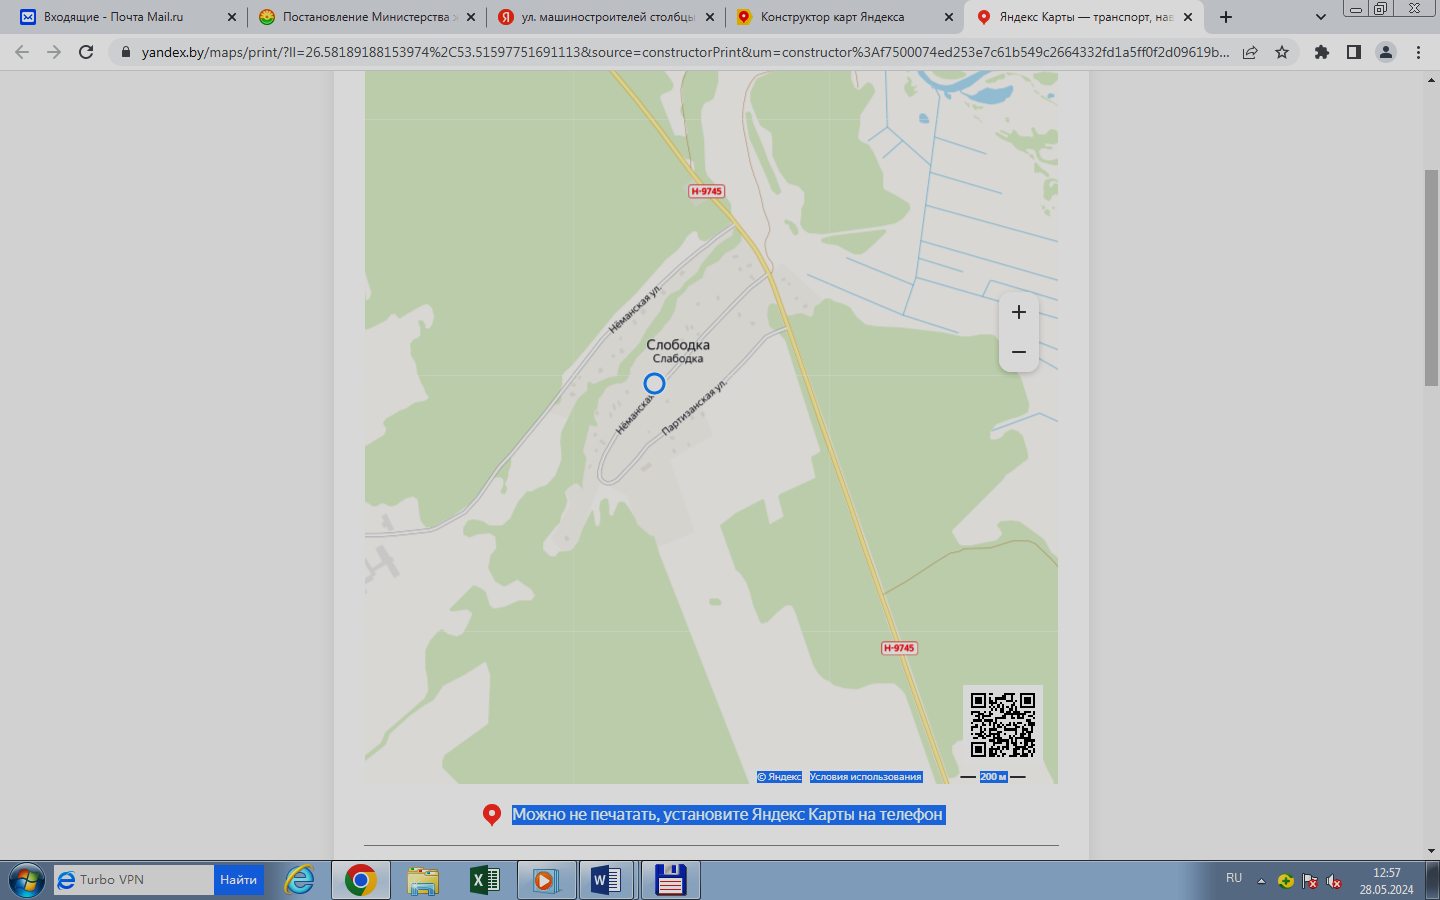 Входящие - Почта Mail.ru
Постановление Министерства
ул. машиностроителей столбцы
Конструктор карт Яндекса
Яндекс Карты — транспорт, нав
yandex.by/maps/print/?ll=26.58189188153974%2C53.51597751691113&source=constructorPrint&um=constructor%3Af7500074ed253e7c61b549c2664332fd1a5ff0f2d09619b...
Н-9745
Нёманская ул.
Слободка
Слабодка
Нёманская
Партизанская ул.
Н-9745
© Яндекс Условия использования
200 м
Можно не печатать, установите Яндекс Карты на телефон
Turbo VPN
Найти
RU
12:57
28.05.2024